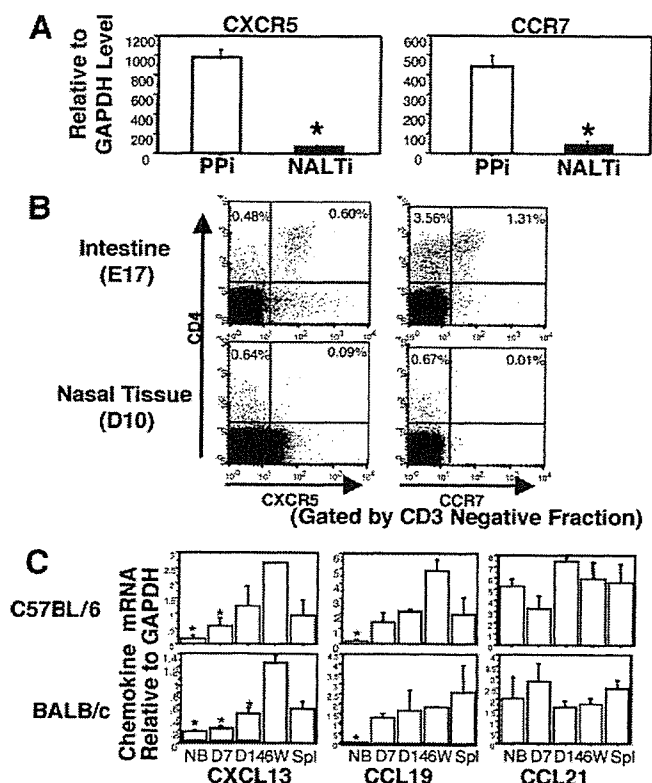 A
CXCR5
CCR7
Relative to
GAPDH Level
1200
1000
800
600
400
200
0
*
PPi
NALTi
600
500
400
300
200
100
0
*
PPi
NALTi
B
Intestine
(E17)
0.48%
0.60%
3.56%
1.31%
CD4
Nasal Tissue
(D10)
0.64%
0.09%
0.67%
0.01%
CXCR5
CCR7
(Gated by CD3 Negative Fraction)
C
C57BL/6
BALB/c
Chemokine mRNA
Relative to GAPDH
NB D7 D14 6W Spl
NB D7 D14 6W Spl
NB D7 D14 6W Spl
CXCL13
CCL19
CCL21